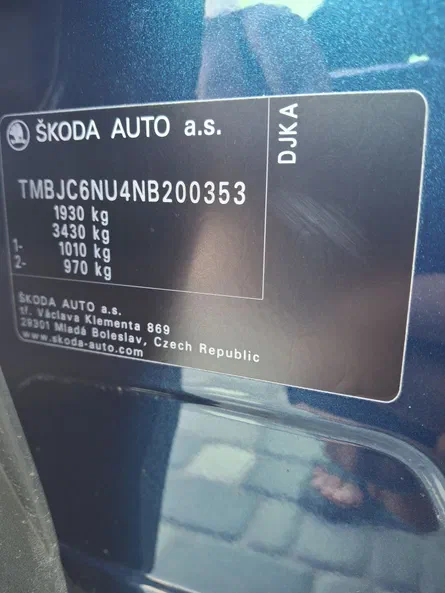 ŠKODA AUTO a.s.
DJKA
TMBJC6NU4NB200353
1930 kg
3430 kg
1- 1010 kg
2- 970 kg
ŠKODA AUTO a.s.
tř. Václava Klementa 869
29301 Mladá Boleslav, Czech Republic
www.skoda-auto.com